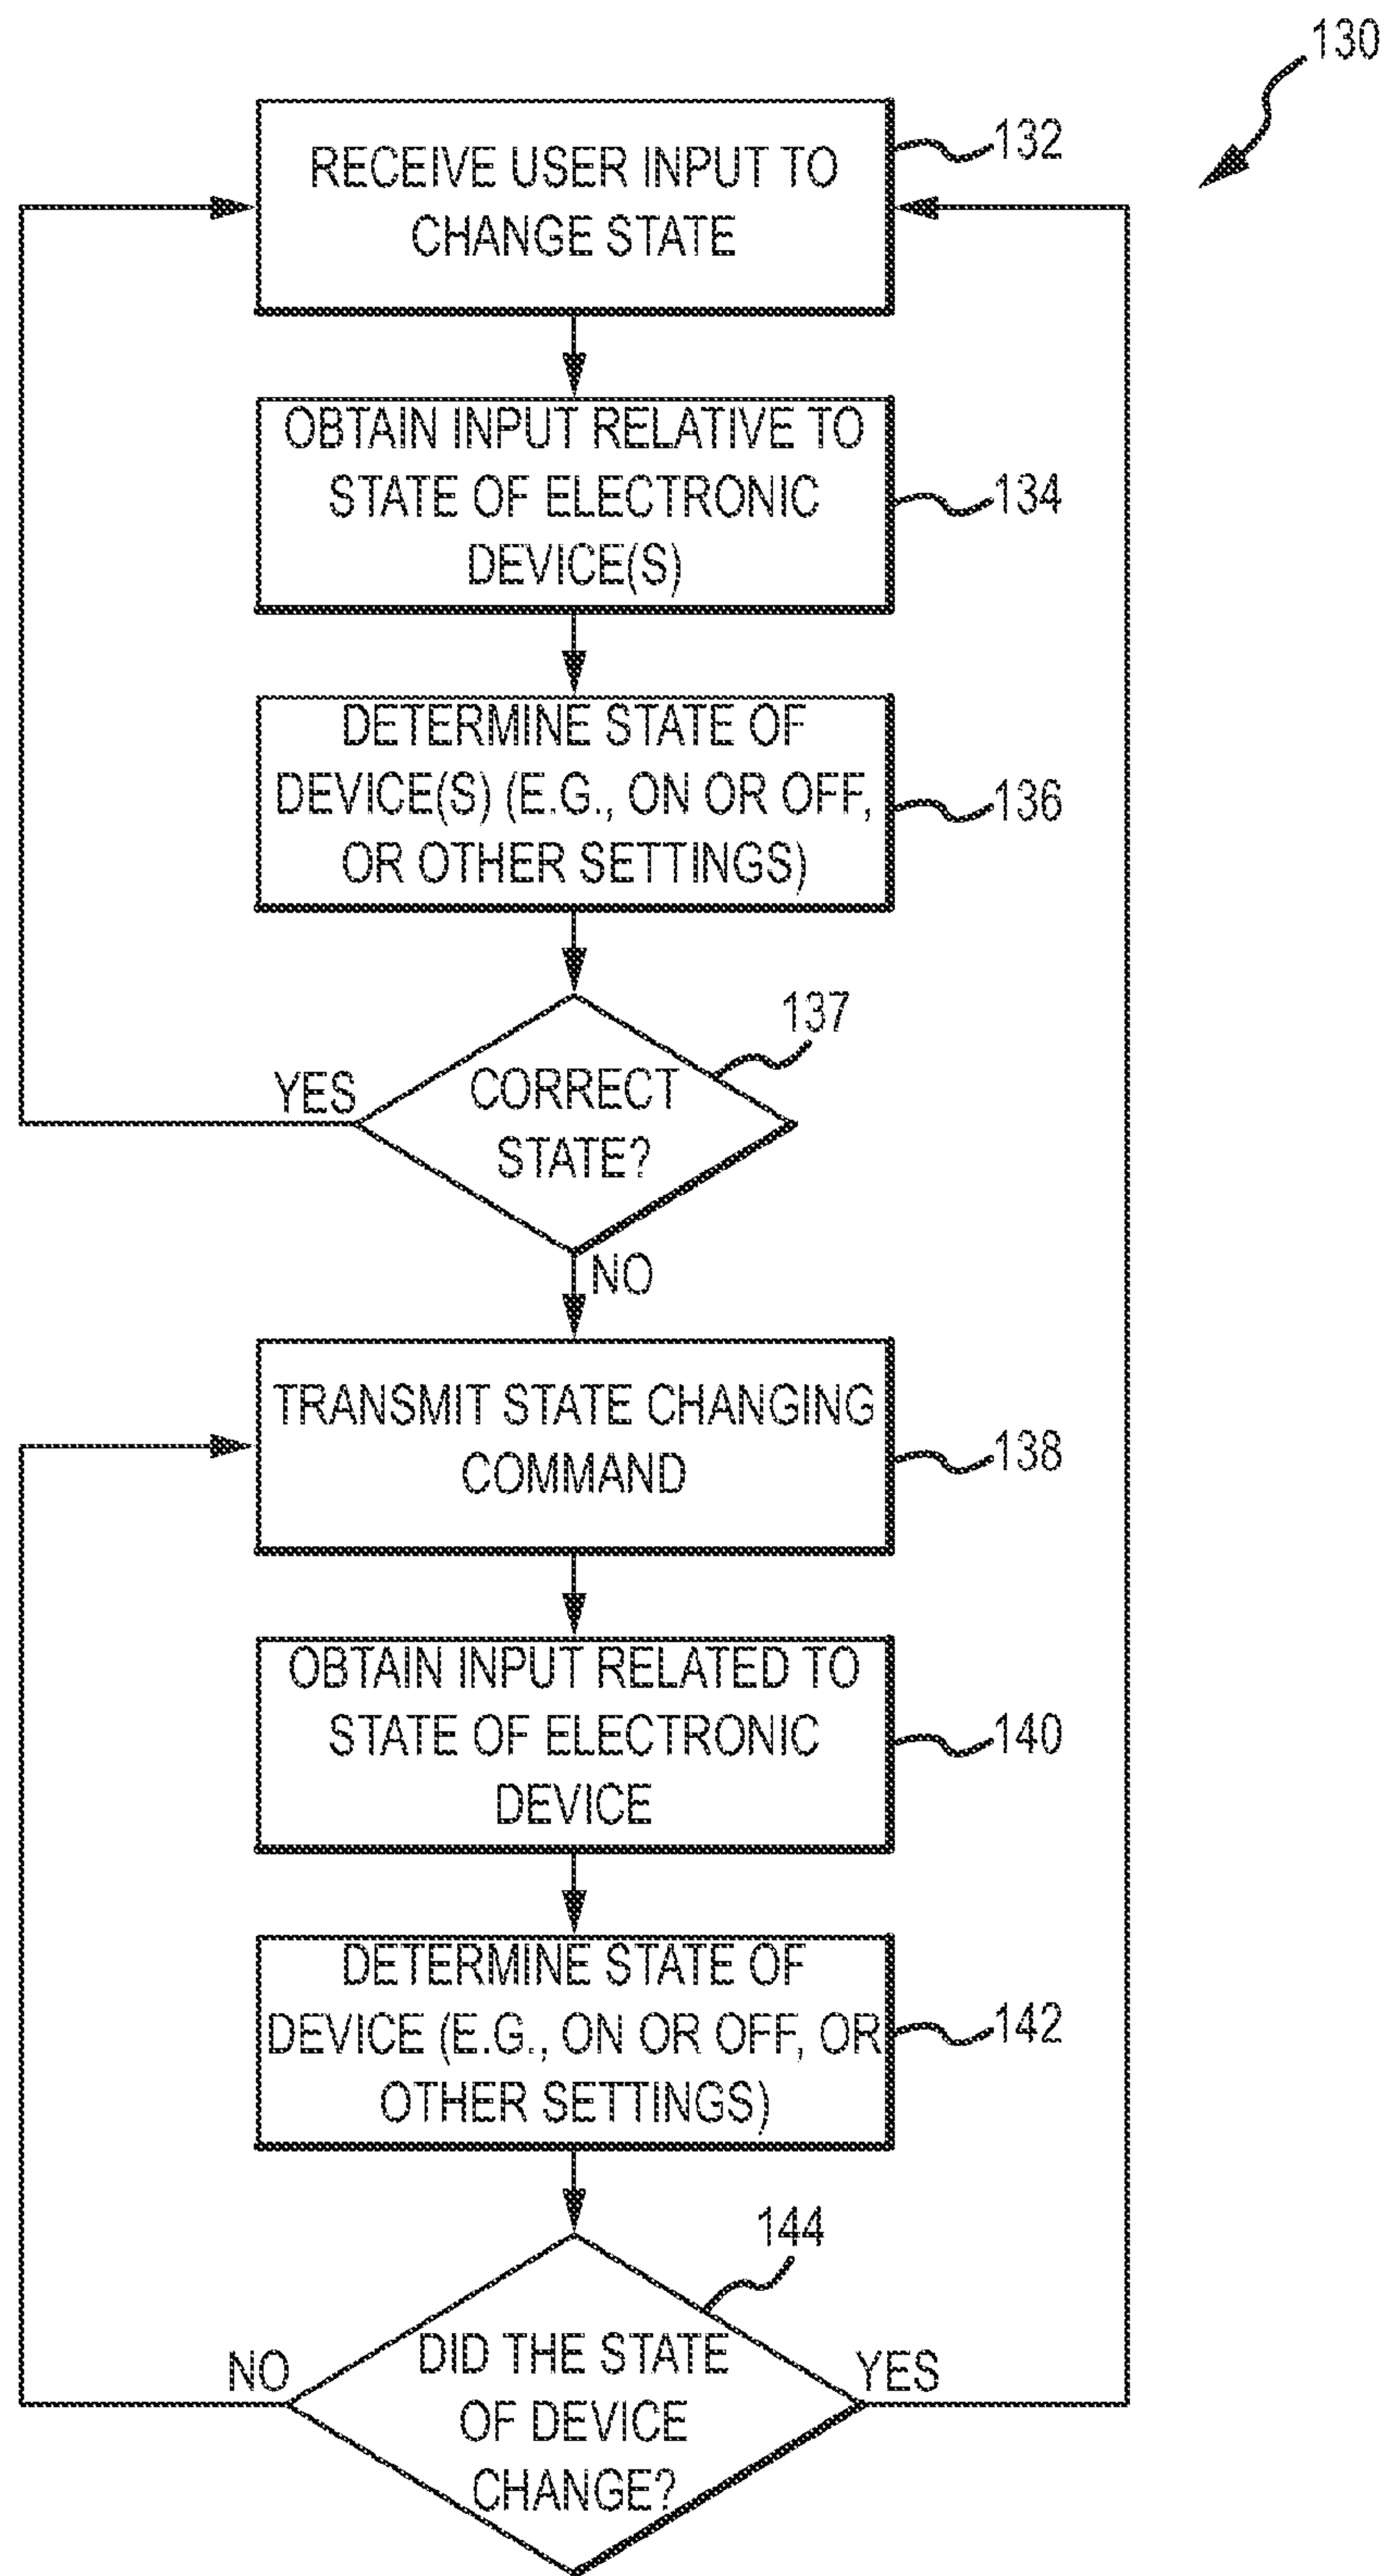 130
RECEIVE USER INPUT TO
CHANGE STATE
132
OBTAIN INPUT RELATIVE TO
STATE OF ELECTRONIC
DEVICE(S)
134
DETERMINE STATE OF
DEVICE(S) (E.G., ON OR OFF,
OR OTHER SETTINGS)
136
137
CORRECT
STATE?
YES
NO
TRANSMIT STATE CHANGING
COMMAND
138
OBTAIN INPUT RELATED TO
STATE OF ELECTRONIC
DEVICE
140
DETERMINE STATE OF
DEVICE (E.G., ON OR OFF, OR
OTHER SETTINGS)
142
144
DID THE STATE
OF DEVICE
CHANGE?
NO
YES